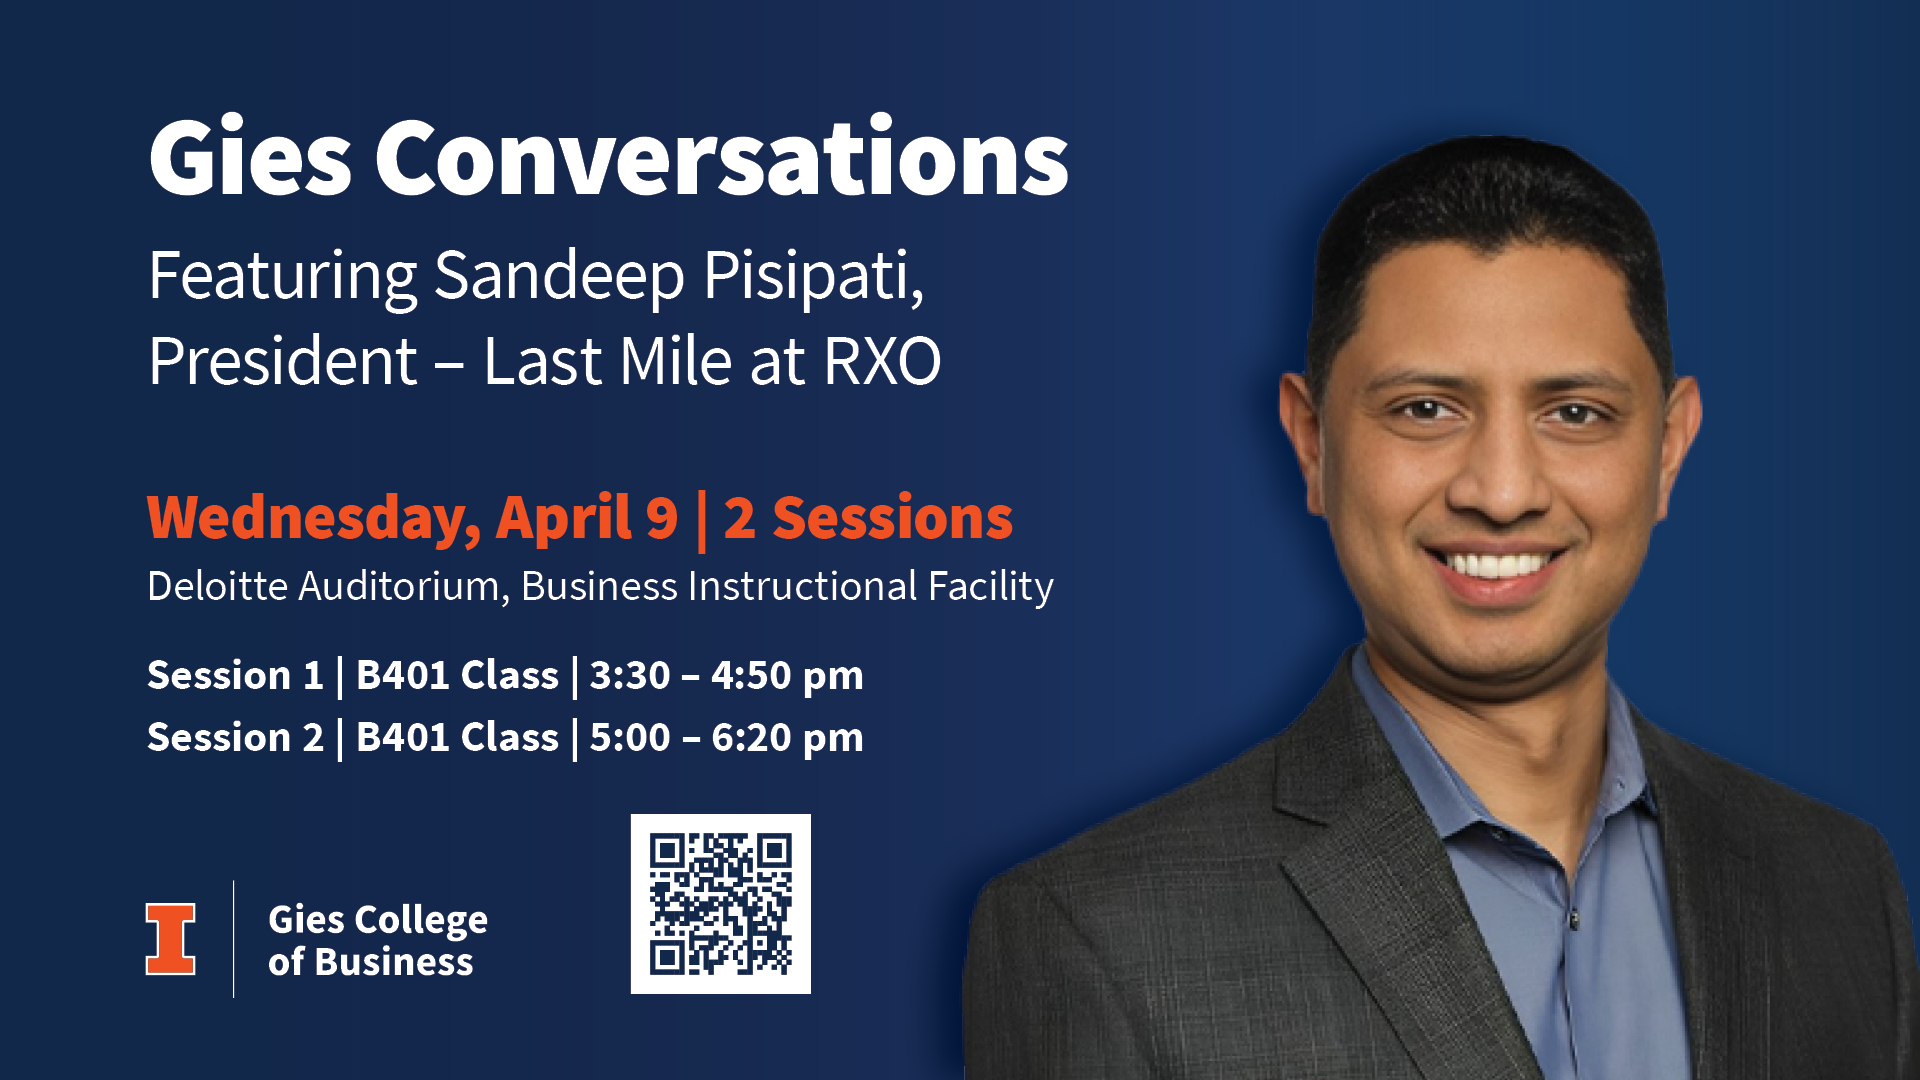 Gies Conversations
Featuring Sandeep Pisipati,
President – Last Mile at RXO
Wednesday, April 9 | 2 Sessions
Deloitte Auditorium, Business Instructional Facility
Session 1 | B401 Class | 3:30 – 4:50 pm
Session 2 | B401 Class | 5:00 – 6:20 pm
I
Gies College
of Business